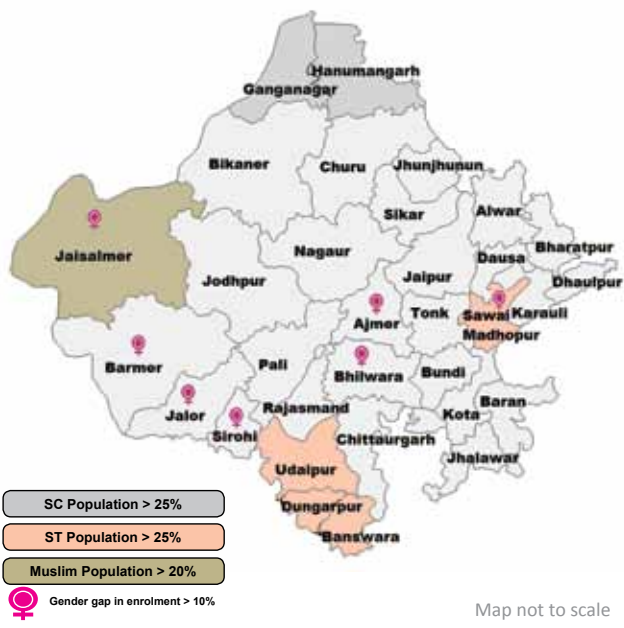 Hanumangarh
Ganganagar
Bikaner
Churu
Jhunjhunun
Sikar
Alwar
Jaisalmer
Nagaur
Dausa
Bharatpur
Jodhpur
Jaipur
Dhaulpur
Ajmer
Tonk
Sawai
Madhopur
Karauli
Barmer
Pali
Bhilwara
Bundi
Jalor
Rajasmand
Baran
Kota
Sirohi
Chittaurgarh
Udaipur
Jhalawar
Dungarpur
Banswara
SC Population > 25%
ST Population > 25%
Muslim Population > 20%
Gender gap in enrolment > 10%
Map not to scale